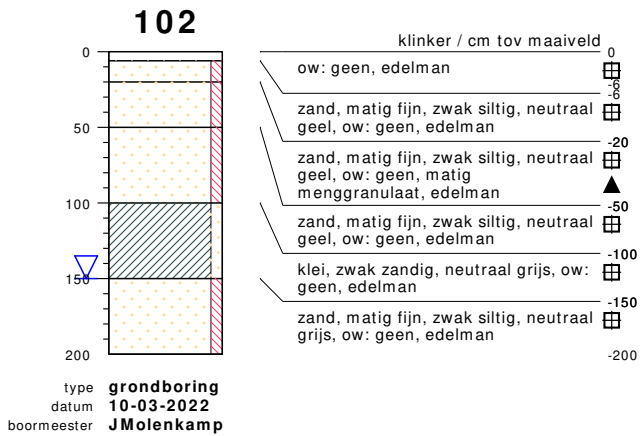 102
klinker / cm tov maaiveld
0
0
ow: geen, edelman
-6
-6
zand, matig fijn, zwak siltig, neutraal
geel, ow: geen, edelman
-20
zand, matig fijn, zwak siltig, neutraal
geel, ow: geen, matig
menggranulaat, edelman
50
-50
zand, matig fijn, zwak siltig, neutraal
geel, ow: geen, edelman
100
-100
klei, zwak zandig, neutraal grijs, ow:
geen, edelman
150
-150
zand, matig fijn, zwak siltig, neutraal
grijs, ow: geen, edelman
200
-200
type grondboring
datum 10-03-2022
boormeester JMolenkamp